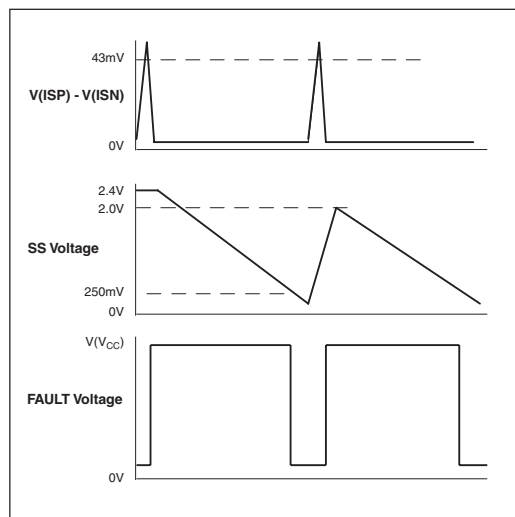 43mV
V(ISP) - V(ISN)
0V
2.4V
2.0V
SS Voltage
250mV
0V
V(VCC)
FAULT Voltage
0V